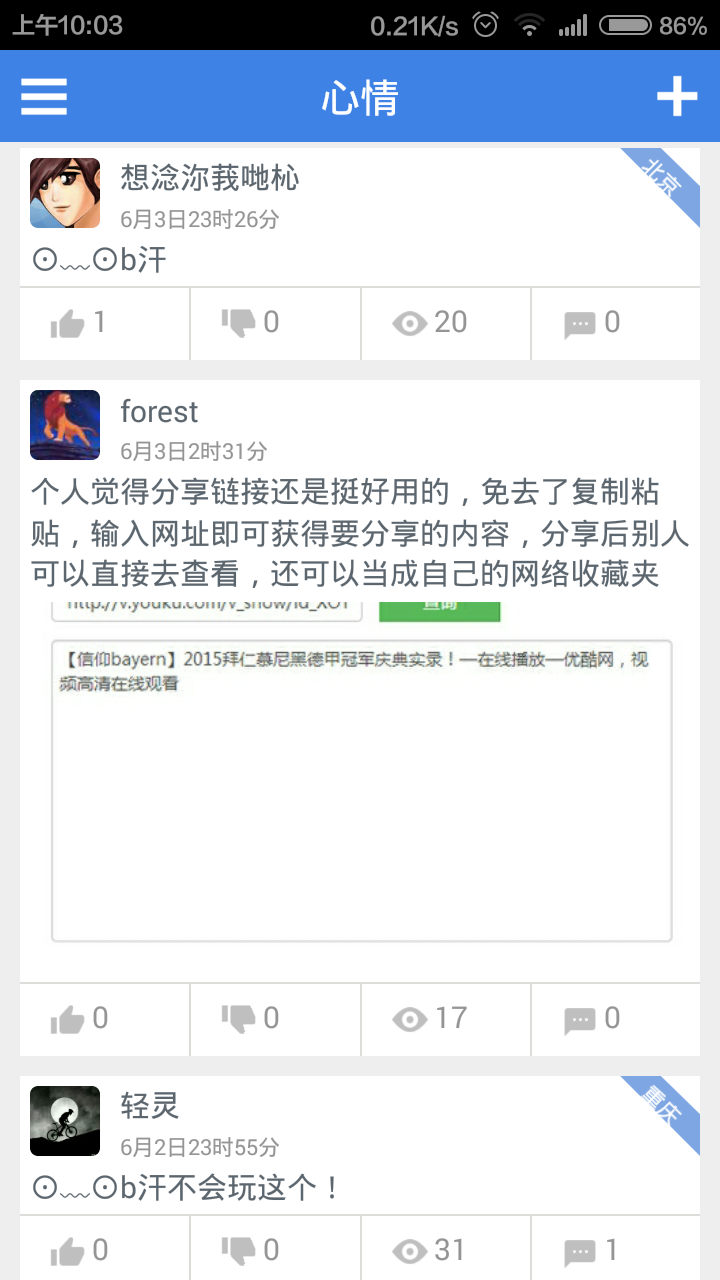 上午10:03
0.21K/s
86%
心情
想淰沵莪哋杺
北京
6月3日23时26分
⊙﹏⊙b汗
1
0
20
0
forest
6月3日2时31分
个人觉得分享链接还是挺好用的，免去了复制粘
贴，输入网址即可获得要分享的内容，分享后别人
可以直接去查看，还可以当成自己的网络收藏夹
http://v.youku.com/v_show/id_XOT
查询
【信仰bayern】2015拜仁慕尼黑德甲冠军庆典实录！—在线播放—优酷网，视
频高清在线观看
0
0
17
0
轻灵
重庆
6月2日23时55分
⊙﹏⊙b汗不会玩这个！
0
0
31
1